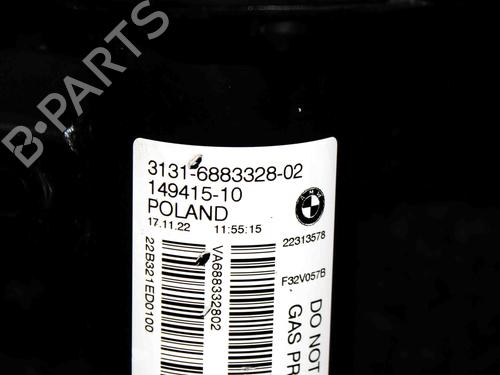 B-PARTS
3131-6883328-02
149415-10
POLAND
17.11.22 11:55:15
BMW
22313578
F32V057B
22B321ED0100
VA688332802
DO NOT
GAS PR